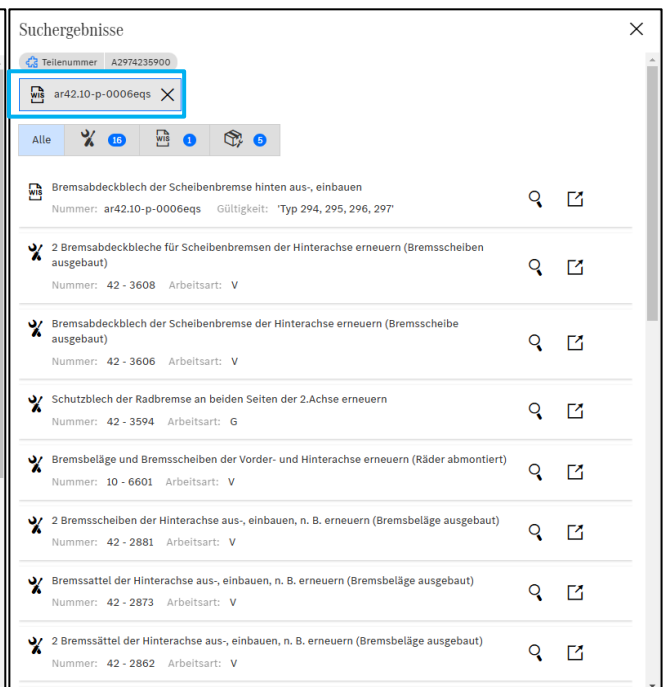 Suchergebnisse
Teilenummer A2974235900
WIS ar42.10-p-0006eqs
Alle 16 WIS 1 5
WIS Bremsabdeckblech der Scheibenbremse hinten aus-, einbauen
Nummer: ar42.10-p-0006eqs Gültigkeit: 'Typ 294, 295, 296, 297'
2 Bremsabdeckbleche für Scheibenbremsen der Hinterachse erneuern (Bremsscheiben
ausgebaut)
Nummer: 42 - 3608 Arbeitsart: V
Bremsabdeckblech der Scheibenbremse der Hinterachse erneuern (Bremsscheibe
ausgebaut)
Nummer: 42 - 3606 Arbeitsart: V
Schutzblech der Radbremse an beiden Seiten der 2.Achse erneuern
Nummer: 42 - 3594 Arbeitsart: G
Bremsbeläge und Bremsscheiben der Vorder- und Hinterachse erneuern (Räder abmontiert)
Nummer: 10 - 6601 Arbeitsart: V
2 Bremsscheiben der Hinterachse aus-, einbauen, n. B. erneuern (Bremsbeläge ausgebaut)
Nummer: 42 - 2881 Arbeitsart: V
Bremssattel der Hinterachse aus-, einbauen, n. B. erneuern (Bremsbeläge ausgebaut)
Nummer: 42 - 2873 Arbeitsart: V
2 Bremssättel der Hinterachse aus-, einbauen, n. B. erneuern (Bremsbeläge ausgebaut)
Nummer: 42 - 2862 Arbeitsart: V